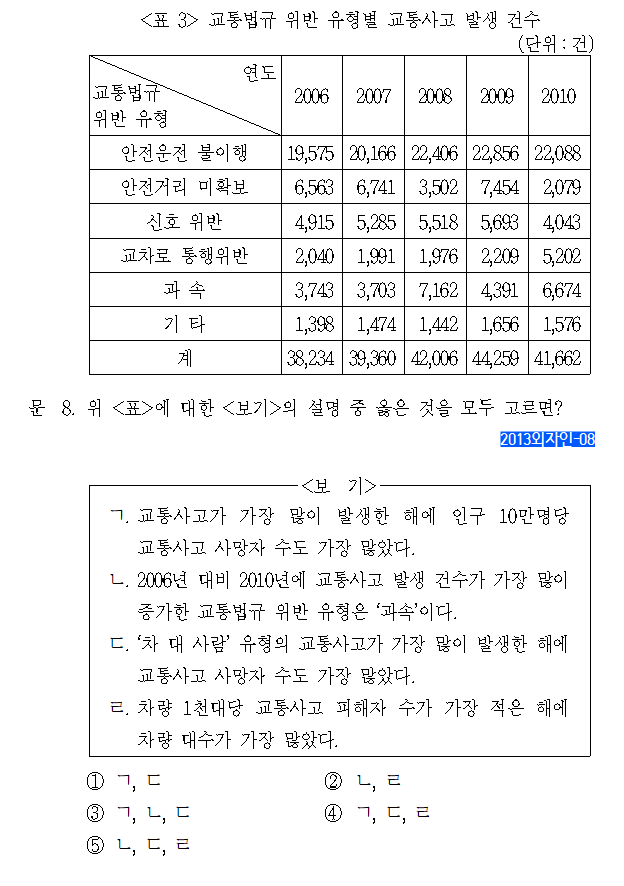 <표 3> 교통법규 위반 유형별 교통사고 발생 건수
(단위 : 건)
연도
교통법규
위반 유형
2006 2007 2008 2009 2010
안전운전 불이행 19,575 20,166 22,406 22,856 22,088
안전거리 미확보 6,563 6,741 3,502 7,454 2,079
신호 위반 4,915 5,285 5,518 5,693 4,043
교차로 통행위반 2,040 1,991 1,976 2,209 5,202
과 속 3,743 3,703 7,162 4,391 6,674
기 타 1,398 1,474 1,442 1,656 1,576
계 38,234 39,360 42,006 44,259 41,662
문 8. 위 <표>에 대한 <보기>의 설명 중 옳은 것을 모두 고르면?
2013외자인-08
<보 기>
ㄱ. 교통사고가 가장 많이 발생한 해에 인구 10만명당
교통사고 사망자 수도 가장 많았다.
ㄴ. 2006년 대비 2010년에 교통사고 발생 건수가 가장 많이
증가한 교통법규 위반 유형은 ‘과속’이다.
ㄷ. ‘차 대 사람’ 유형의 교통사고가 가장 많이 발생한 해에
교통사고 사망자 수도 가장 많았다.
ㄹ. 차량 1천대당 교통사고 피해자 수가 가장 적은 해에
차량 대수가 가장 많았다.
① ㄱ, ㄷ ② ㄴ, ㄹ
③ ㄱ, ㄴ, ㄷ ④ ㄱ, ㄷ, ㄹ
⑤ ㄴ, ㄷ, ㄹ